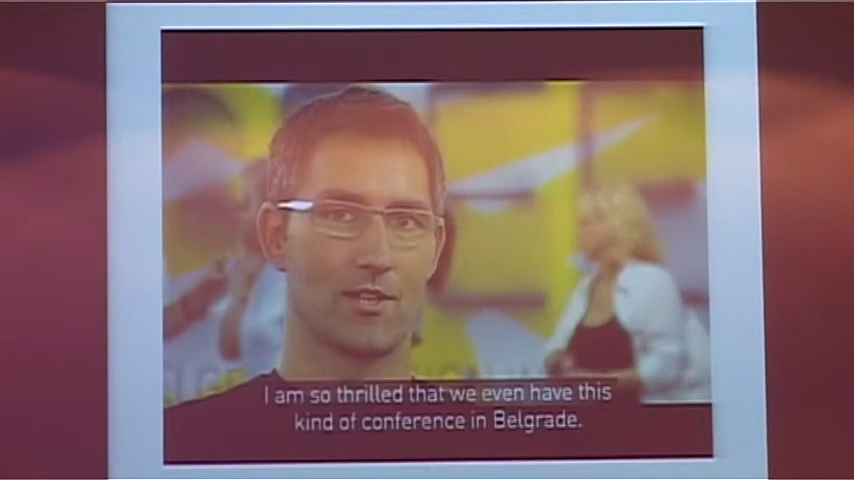 I am so thrilled that we even have this
kind of conference in Belgrade.